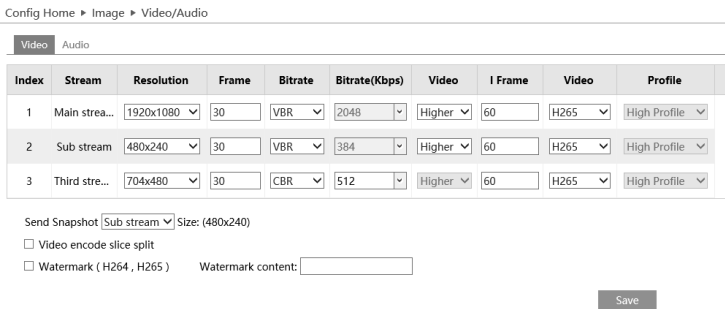 Config Home ▶ Image ▶ Video/Audio
Video Audio
Index Stream Resolution Frame Bitrate Bitrate(Kbps) Video I Frame Video Profile
1 Main strea... 1920x1080 30 VBR 2048 Higher 60 H265 High Profile
2 Sub stream 480x240 30 VBR 384 Higher 60 H265 High Profile
3 Third stre... 704x480 30 CBR 512 Higher 60 H265 High Profile
Send Snapshot Sub stream Size: (480x240)
Video encode slice split
Watermark ( H264 , H265 ) Watermark content:
Save